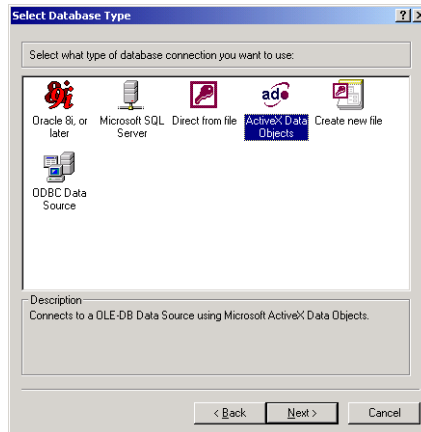 Select Database Type
Select what type of database connection you want to use:
8i
ado
Oracle 8i, or later
Microsoft SQL Server
Direct from file
ActiveX Data Objects
Create new file
ODBC Data Source
Description
Connects to a OLE-DB Data Source using Microsoft ActiveX Data Objects.
< Back
Next >
Cancel